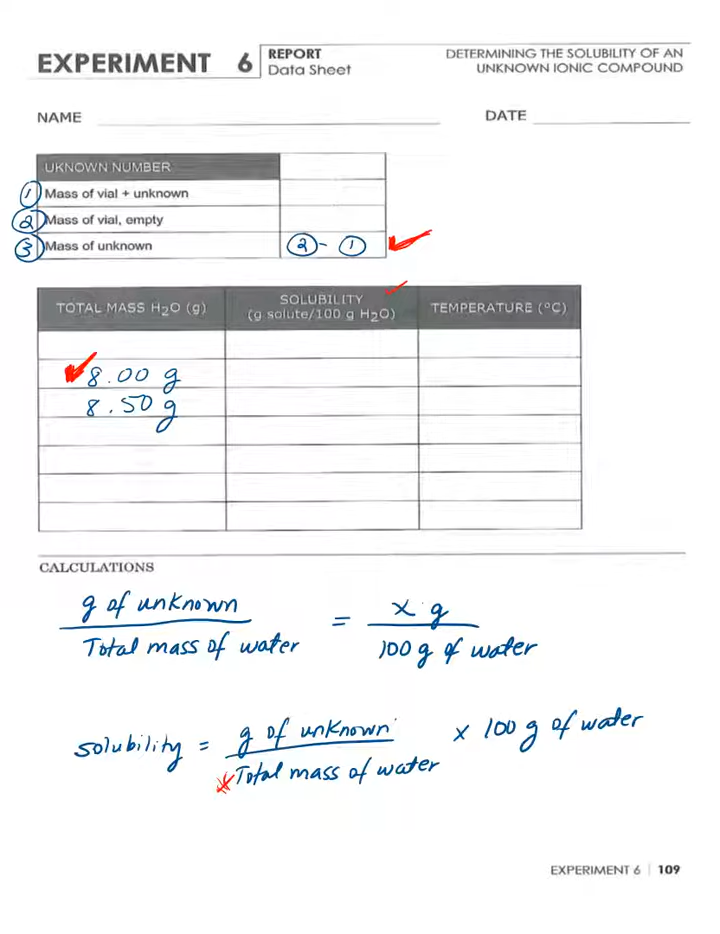 EXPERIMENT 6
REPORT
Data Sheet
DETERMINING THE SOLUBILITY OF AN
UNKNOWN IONIC COMPOUND
NAME
DATE
UKNOWN NUMBER
1 Mass of vial + unknown
2 Mass of vial, empty
3 Mass of unknown 2 - 1
TOTAL MASS H₂O (g)
SOLUBILITY
(g solute/100 g H₂O)
TEMPERATURE (°C)
8.00 g
8.50 g
CALCULATIONS
g of unknown
Total mass of water
=
x g
100 g of water
solubility =
g of unknown
*Total mass of water
x 100 g of water
EXPERIMENT 6 | 109